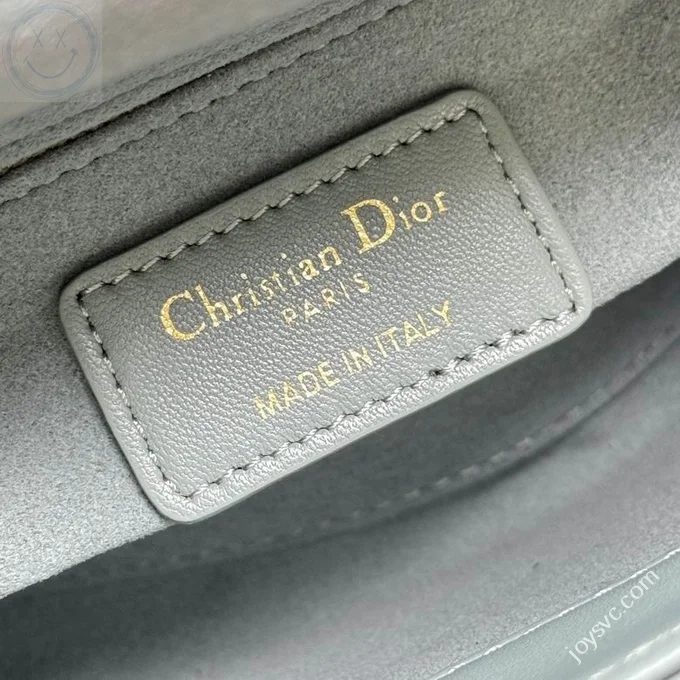 Christian Dior
PARIS
MADE IN ITALY
joysvc.com